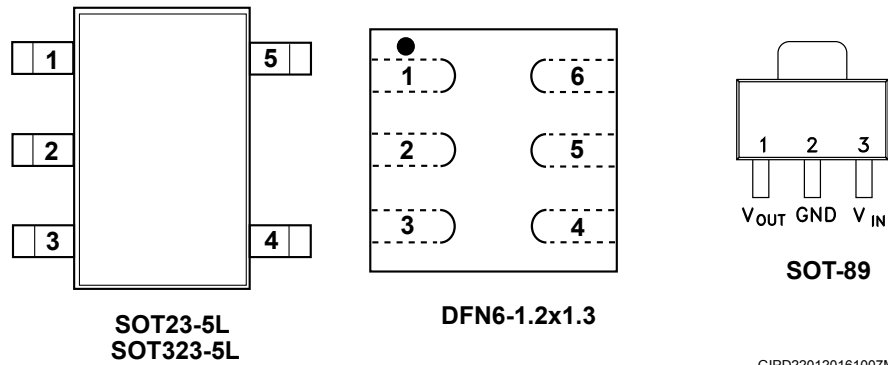 1 5
2
3 4
SOT23-5L
SOT323-5L
1 6
2 5
3 4
DFN6-1.2x1.3
1 2 3
VOUT GND VIN
SOT-89